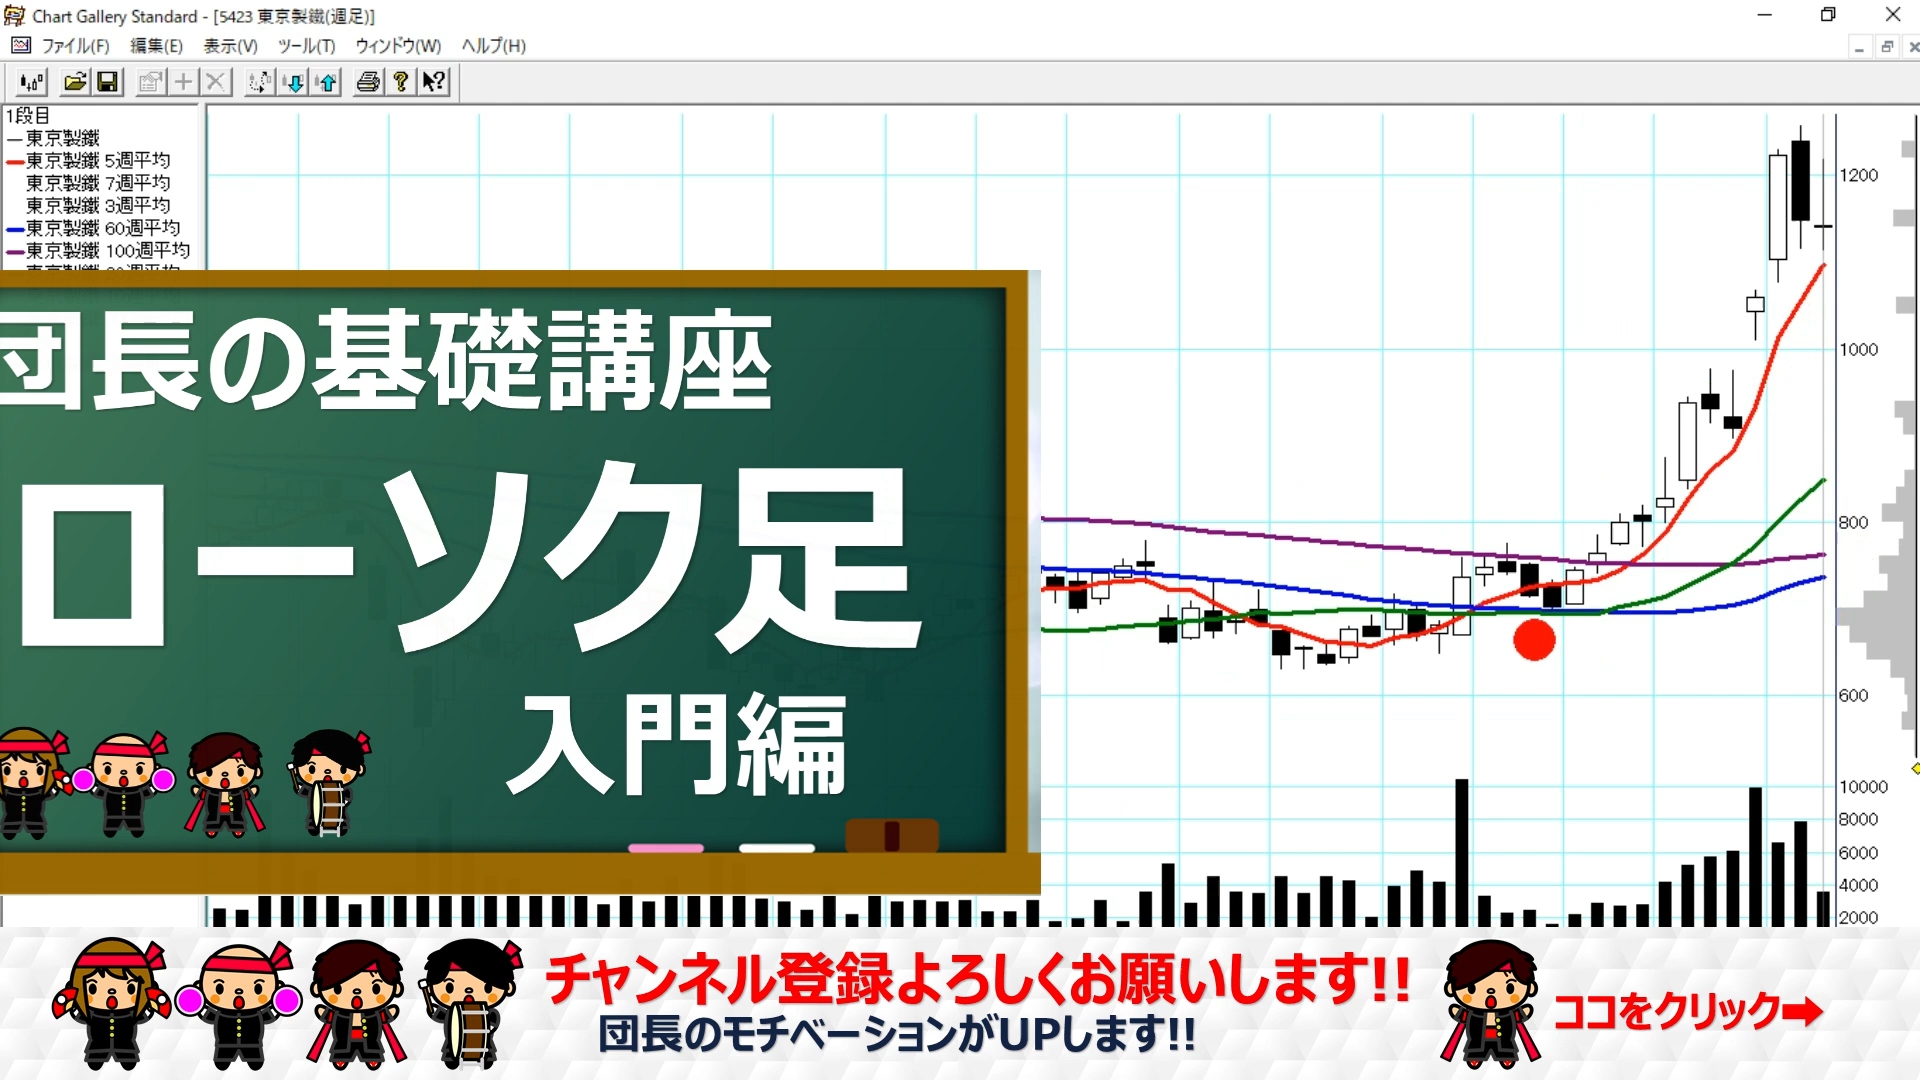 Chart Gallery Standard - [5423 東京製鐵(週足)]
ファイル(F) 編集(E) 表示(V) ツール(T) ウィンドウ(W) ヘルプ(H)
1段目
東京製鐵
東京製鐵 5週平均
東京製鐵 7週平均
東京製鐵 3週平均
東京製鐵 60週平均
東京製鐵 100週平均
団長の基礎講座
ローソク足
入門編
1200
1000
800
600
10000
8000
6000
4000
2000
チャンネル登録よろしくお願いします!!
団長のモチベーションがUPします!!
ココをクリック➡